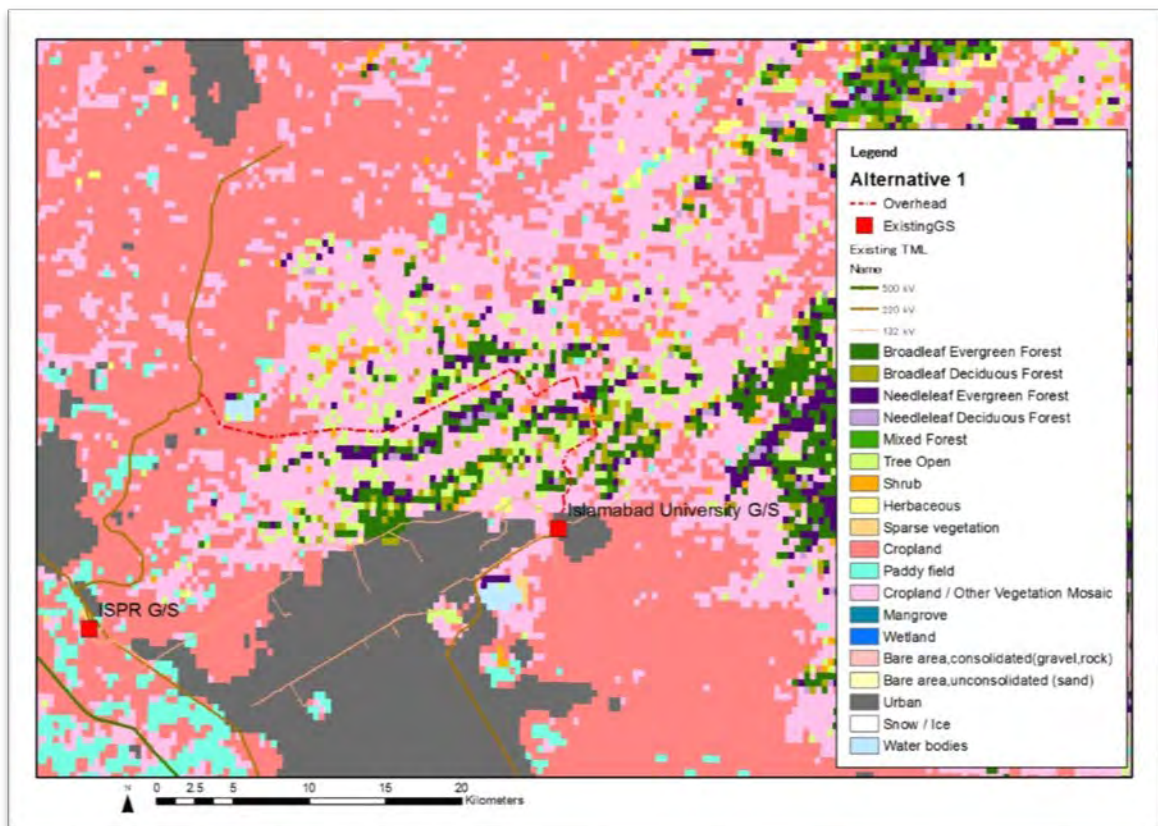 Legend
Alternative 1
Overhead
ExistingGS
Existing TML
Name
500 kV
220 kV
132 kV
Broadleaf Evergreen Forest
Broadleaf Deciduous Forest
Needleleaf Evergreen Forest
Needleleaf Deciduous Forest
Mixed Forest
Tree Open
Shrub
Herbaceous
Sparse vegetation
Cropland
Paddy field
Cropland / Other Vegetation Mosaic
Mangrove
Wetland
Bare area,consolidated(gravel,rock)
Bare area,unconsolidated (sand)
Urban
Snow / Ice
Water bodies
Islamabad University G/S
ISPR G/S
N
0 2.5 5 10 15 20
Kilometers